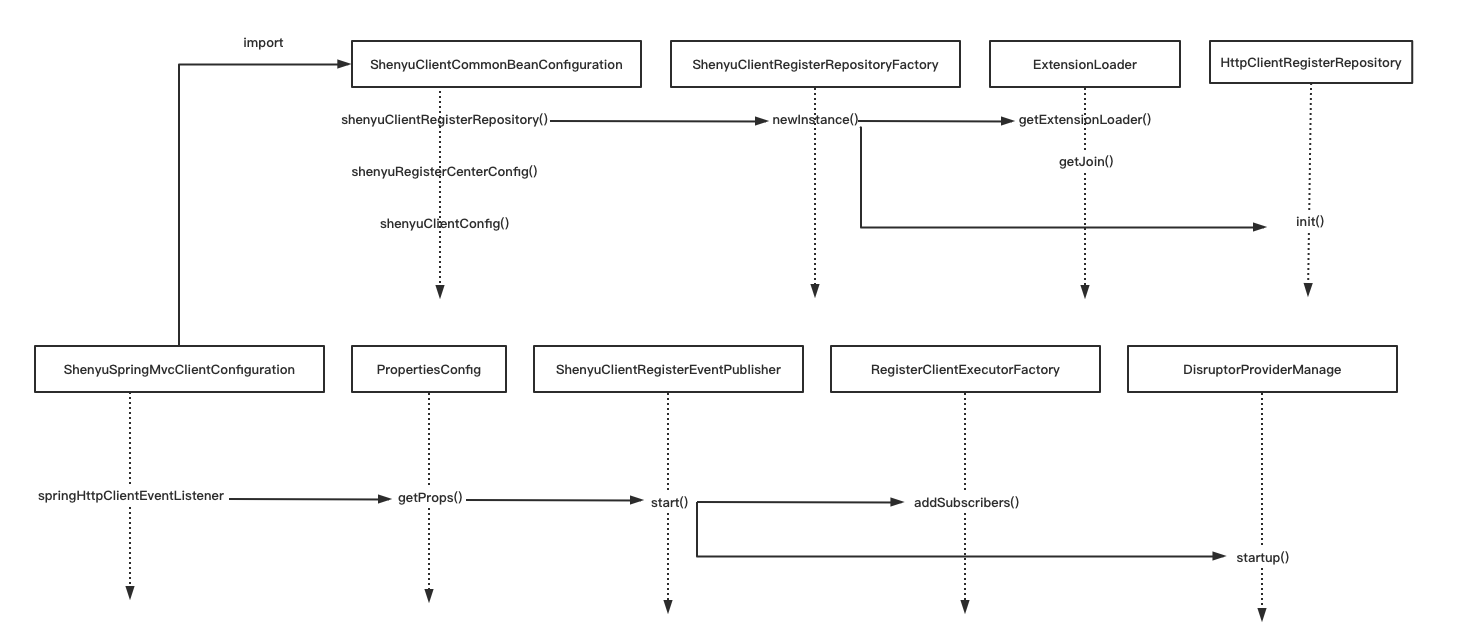 import
ShenyuClientCommonBeanConfiguration
ShenyuClientRegisterRepositoryFactory
ExtensionLoader
HttpClientRegisterRepository
shenyuClientRegisterRepository()
newInstance()
getExtensionLoader()
getJoin()
shenyuRegisterCenterConfig()
shenyuClientConfig()
init()
ShenyuSpringMvcClientConfiguration
PropertiesConfig
ShenyuClientRegisterEventPublisher
RegisterClientExecutorFactory
DisruptorProviderManage
springHttpClientEventListener
getProps()
start()
addSubscribers()
startup()